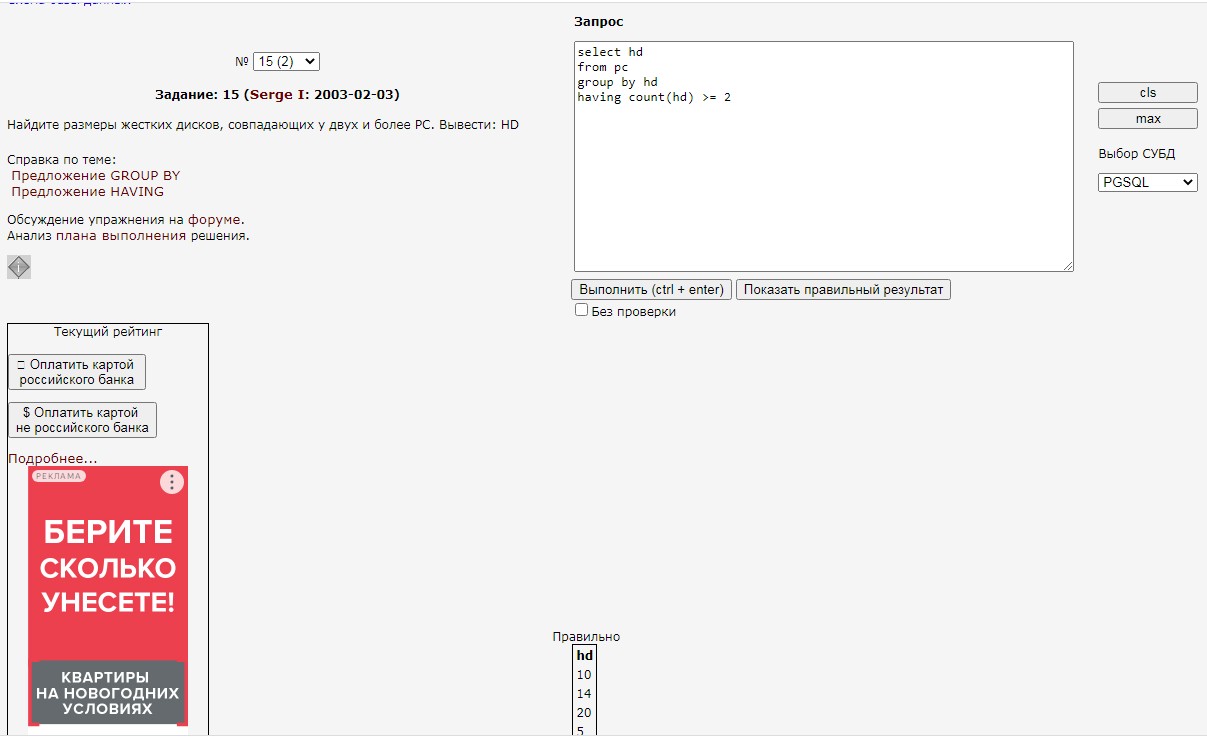 № 15 (2)
Задание: 15 (Serge I: 2003-02-03)
Найдите размеры жестких дисков, совпадающих у двух и более PC. Вывести: HD
Справка по теме:
Предложение GROUP BY
Предложение HAVING
Обсуждение упражнения на форуме.
Анализ плана выполнения решения.
Текущий рейтинг
Оплатить картой
российского банка
$ Оплатить картой
не российского банка
Подробнее...
РЕКЛАМА
БЕРИТЕ
СКОЛЬКО
УНЕСЕТЕ!
КВАРТИРЫ
НА НОВОГОДНИХ
УСЛОВИЯХ
Запрос
select hd
from pc
group by hd
having count(hd) >= 2
cls
max
Выбор СУБД
PGSQL
Выполнить (ctrl + enter) Показать правильный результат
Без проверки
Правильно
hd
10
14
20
5